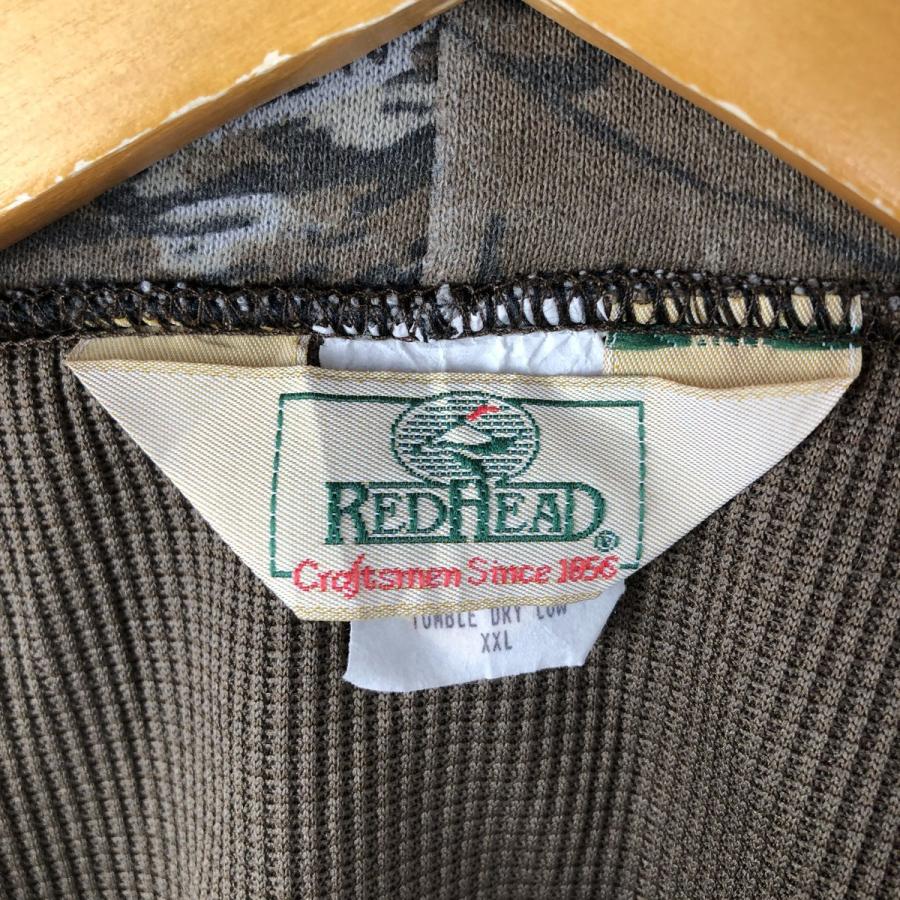 REDHEAD®
Craftsmen Since 1856
TUMBLE DRY LOW
XXL